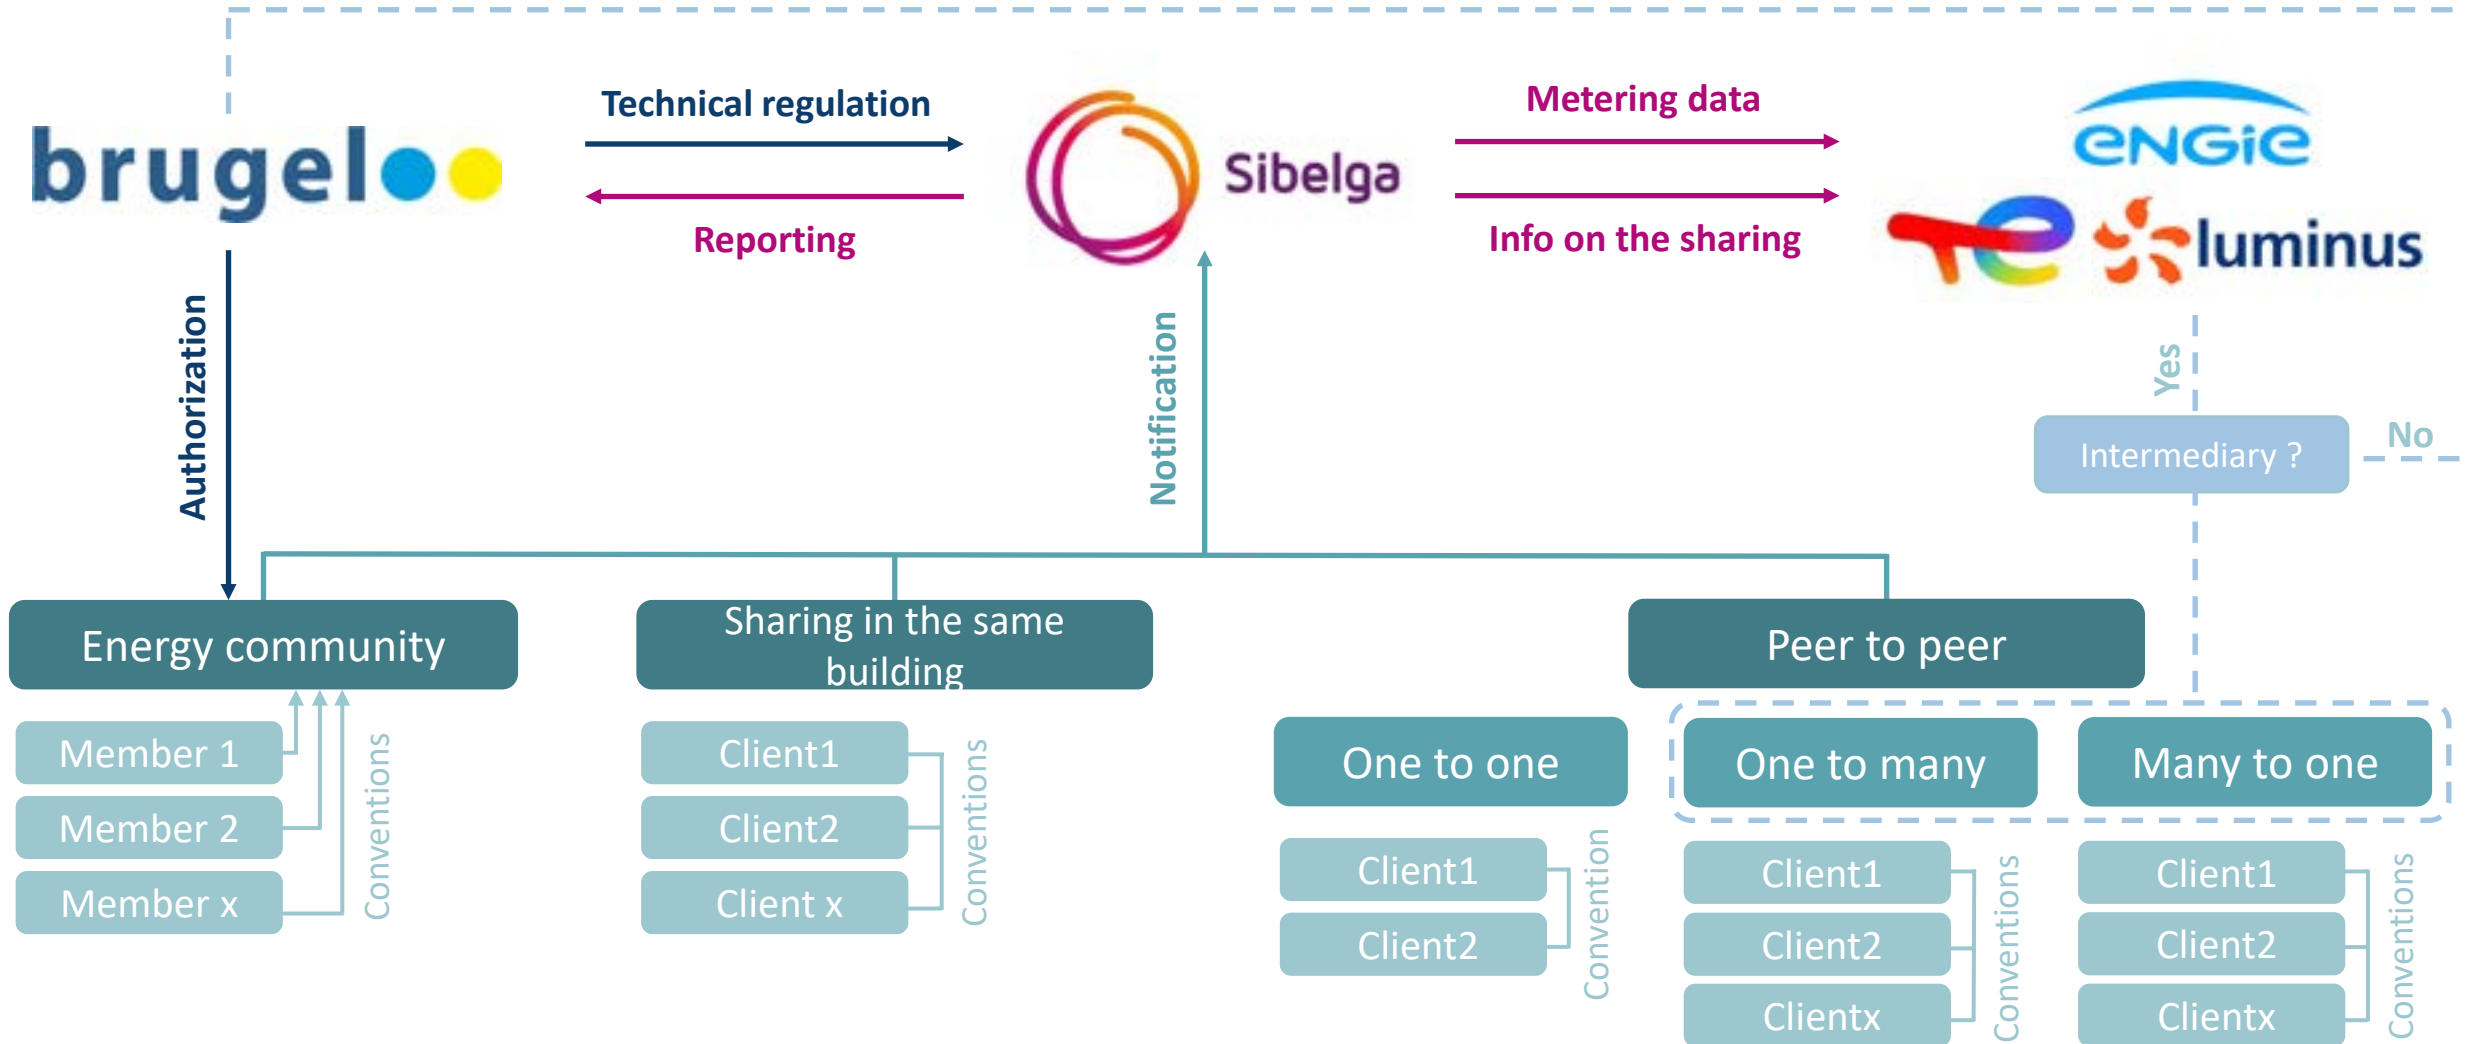 brugel
Technical regulation
Reporting
Sibelga
Metering data
Info on the sharing
ENGIE
TE
luminus
Authorization
Notification
Yes
Intermediary ?
No
Energy community
Member 1
Member 2
Member x
Conventions
Sharing in the same
building
Client1
Client2
Client x
Conventions
Peer to peer
One to one
Client1
Client2
Convention
One to many
Client1
Client2
Clientx
Conventions
Many to one
Client1
Client2
Clientx
Conventions